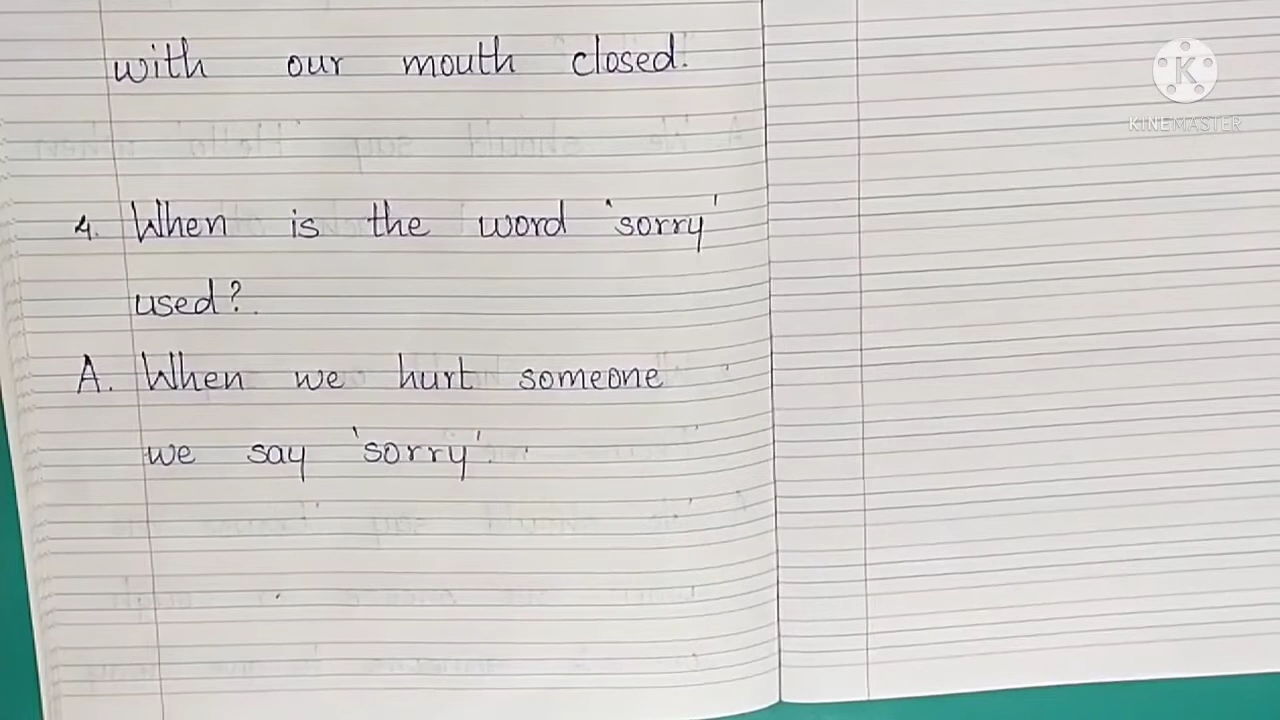 with our mouth closed.
4. When is the word 'sorry'
used?
A. When we hurt someone
we say 'sorry'.
KINEMASTER